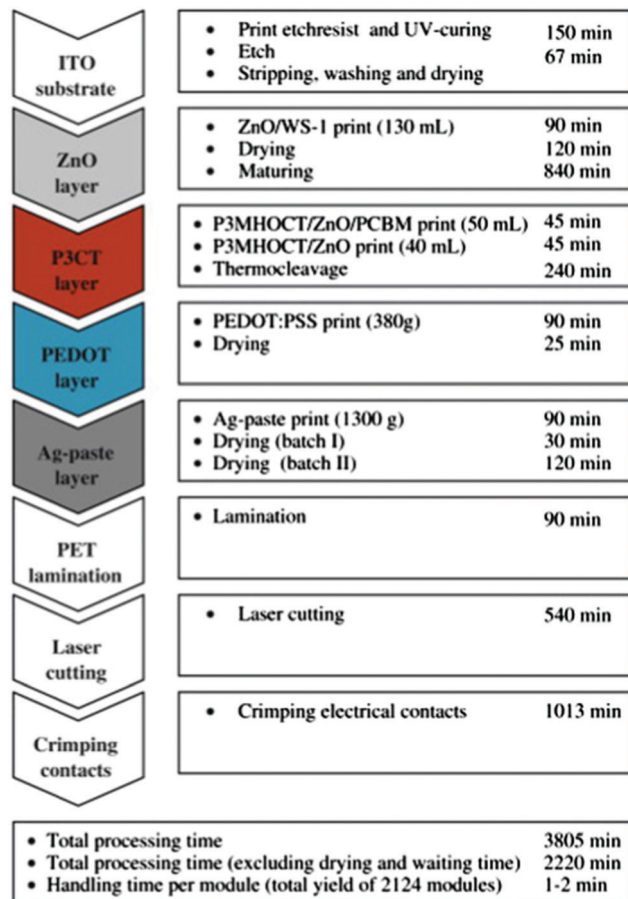 ITO
substrate
• Print etchresist and UV-curing 150 min
• Etch 67 min
• Stripping, washing and drying
ZnO
layer
• ZnO/WS-1 print (130 mL) 90 min
• Drying 120 min
• Maturing 840 min
P3CT
layer
• P3MHOCT/ZnO/PCBM print (50 mL) 45 min
• P3MHOCT/ZnO print (40 mL) 45 min
• Thermocleavage 240 min
PEDOT
layer
• PEDOT:PSS print (380g) 90 min
• Drying 25 min
Ag-paste
layer
• Ag-paste print (1300 g) 90 min
• Drying (batch I) 30 min
• Drying (batch II) 120 min
PET
lamination
• Lamination 90 min
Laser
cutting
• Laser cutting 540 min
Crimping
contacts
• Crimping electrical contacts 1013 min
• Total processing time 3805 min
• Total processing time (excluding drying and waiting time) 2220 min
• Handling time per module (total yield of 2124 modules) 1-2 min